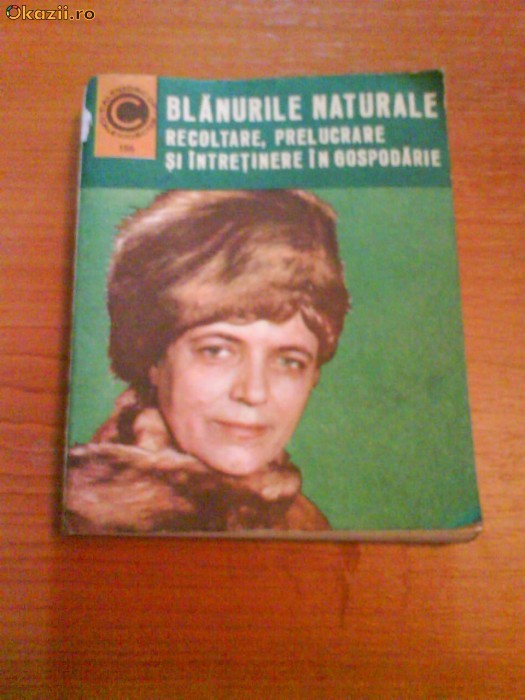 Okazii.ro
BLĂNURILE NATURALE
RECOLTARE, PRELUCRARE
ȘI ÎNTREȚINERE ÎN GOSPODĂRIE
C